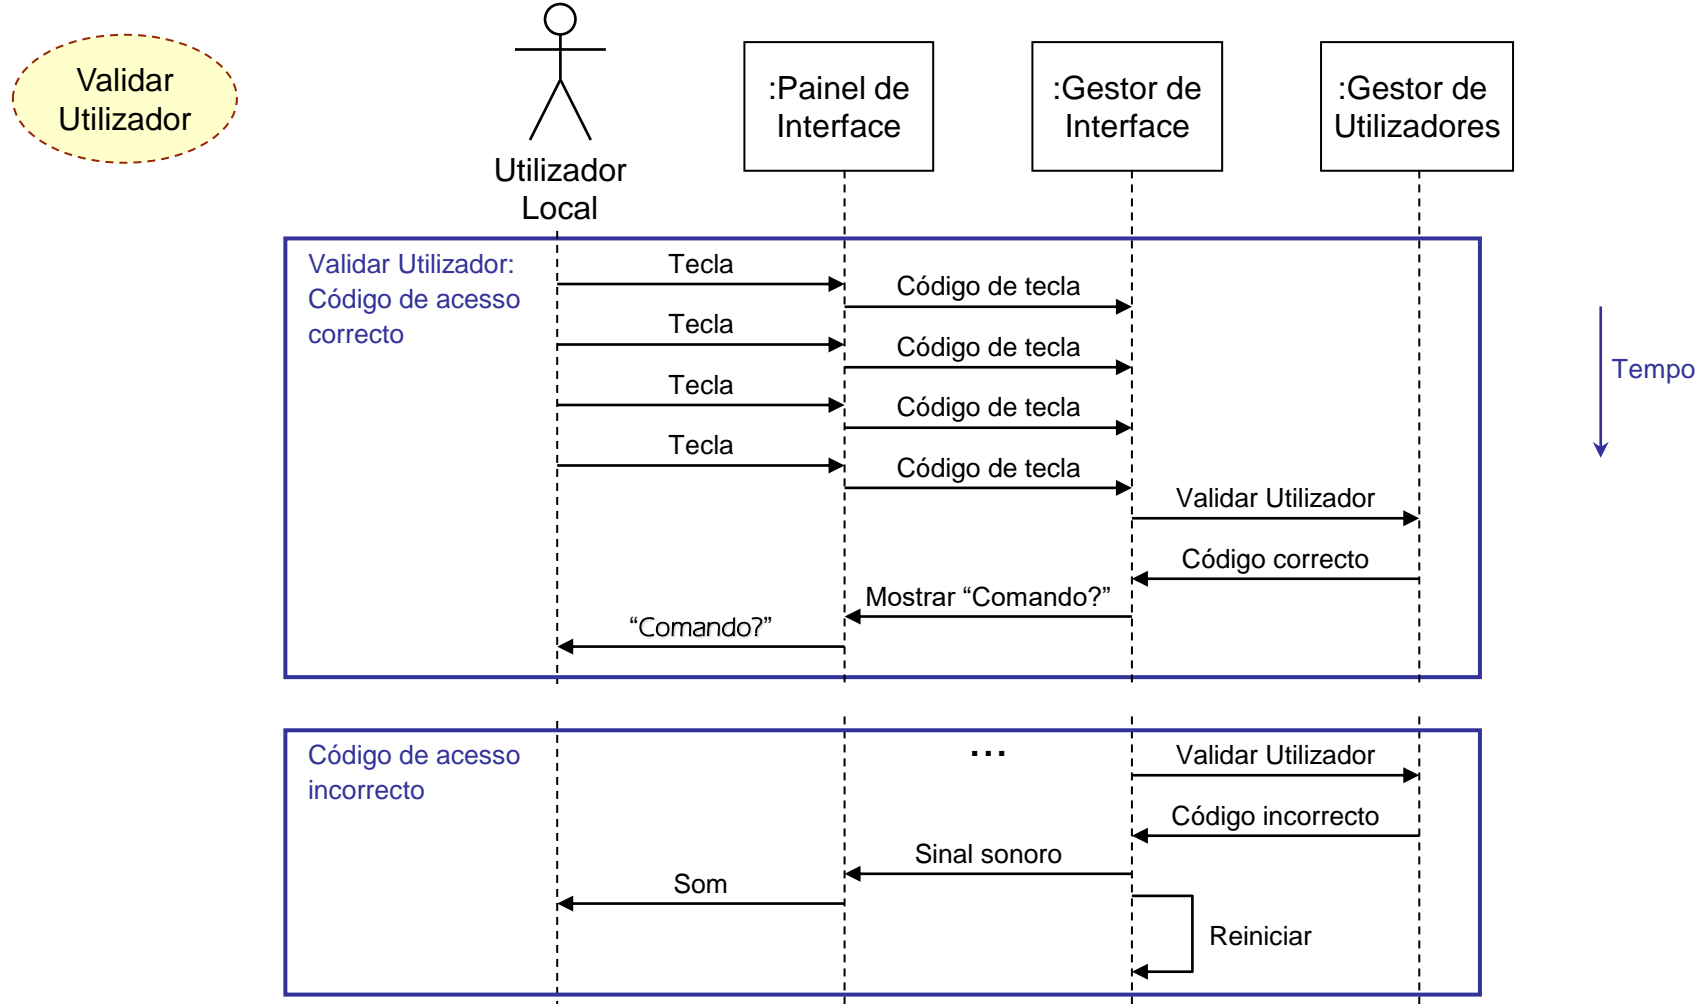 Validar
Utilizador
Utilizador
Local
:Painel de
Interface
:Gestor de
Interface
:Gestor de
Utilizadores
Validar Utilizador:
Código de acesso
correcto
Tecla
Código de tecla
Tecla
Código de tecla
Tecla
Código de tecla
Tecla
Código de tecla
Validar Utilizador
Código correcto
Mostrar “Comando?”
“Comando?”
Tempo
Código de acesso
incorrecto
...
Validar Utilizador
Código incorrecto
Sinal sonoro
Som
Reiniciar